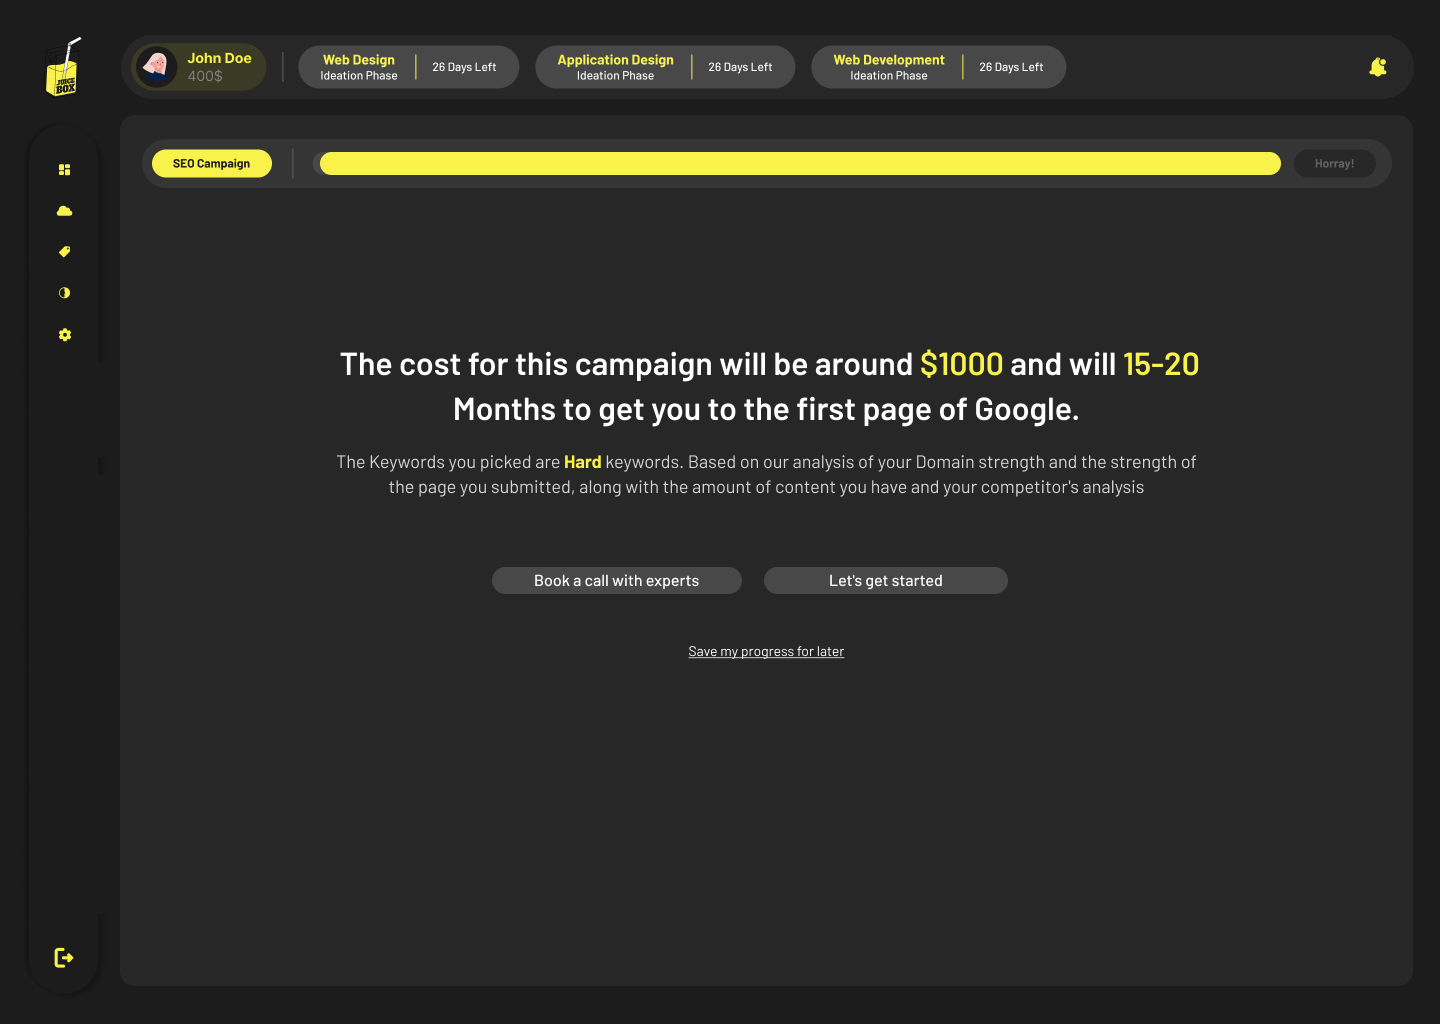 JUICE
BOX
John Doe
400$
Web Design
Ideation Phase
26 Days Left
Application Design
Ideation Phase
26 Days Left
Web Development
Ideation Phase
26 Days Left
SEO Campaign
Horray!
The cost for this campaign will be around $1000 and will 15-20
Months to get you to the first page of Google.
The Keywords you picked are Hard keywords. Based on our analysis of your Domain strength and the strength of
the page you submitted, along with the amount of content you have and your competitor's analysis
Book a call with experts
Let's get started
Save my progress for later